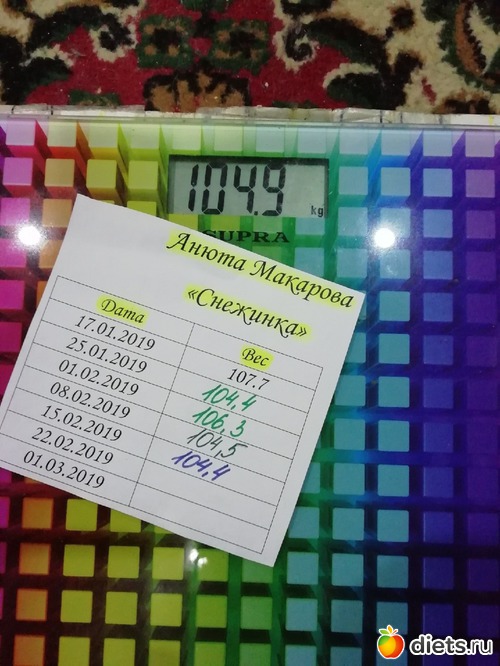 104.9 kg
SUPRA
Анюта Макарова
«Снежинка»
Дата Вес
17.01.2019 107.7
25.01.2019 104,4
01.02.2019 106,3
08.02.2019 104,5
15.02.2019 104,4
22.02.2019
01.03.2019
diets.ru